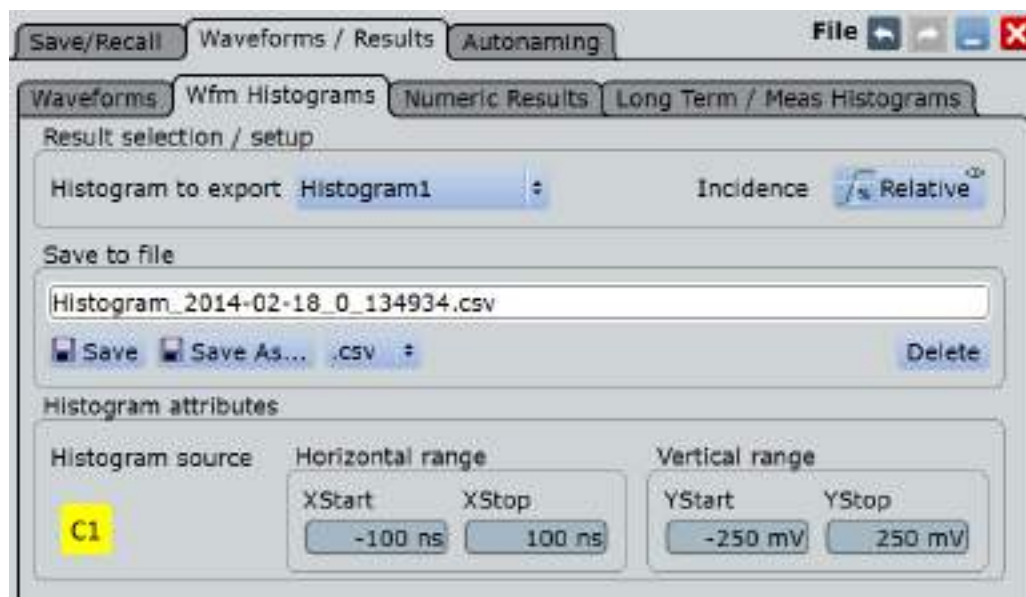 Save/Recall Waveforms / Results Autonaming File
Waveforms Wfm Histograms Numeric Results Long Term / Meas Histograms
Result selection / setup
Histogram to export Histogram1 Incidence Relative
Save to file
Histogram_2014-02-18_0_134934.csv
Save Save As... .csv Delete
Histogram attributes
Histogram source Horizontal range Vertical range
XStart XStop YStart YStop
C1 -100 ns 100 ns -250 mV 250 mV